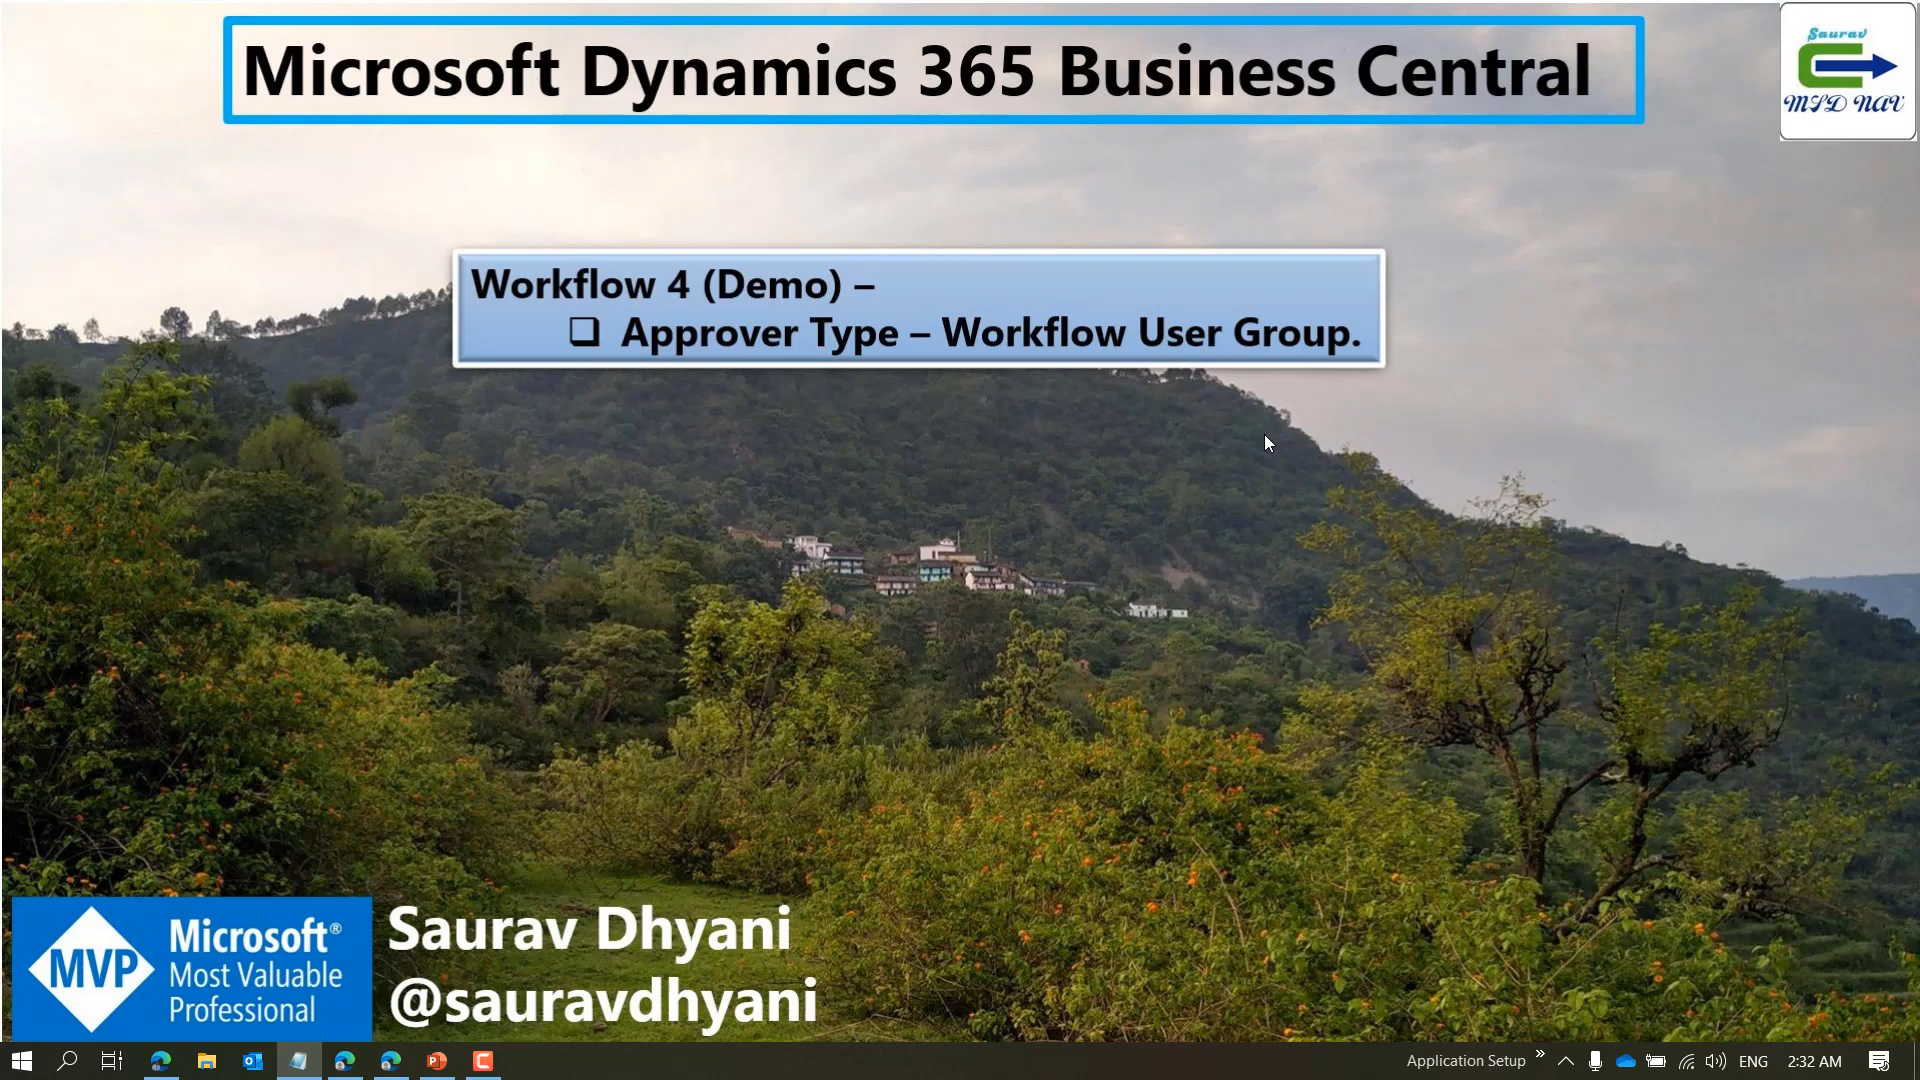 Microsoft Dynamics 365 Business Central
Saurav
MSD NAV
Workflow 4 (Demo) –
❑ Approver Type – Workflow User Group.
MVP
Microsoft®
Most Valuable
Professional
Saurav Dhyani
@sauravdhyani
Application Setup
ENG
2:32 AM